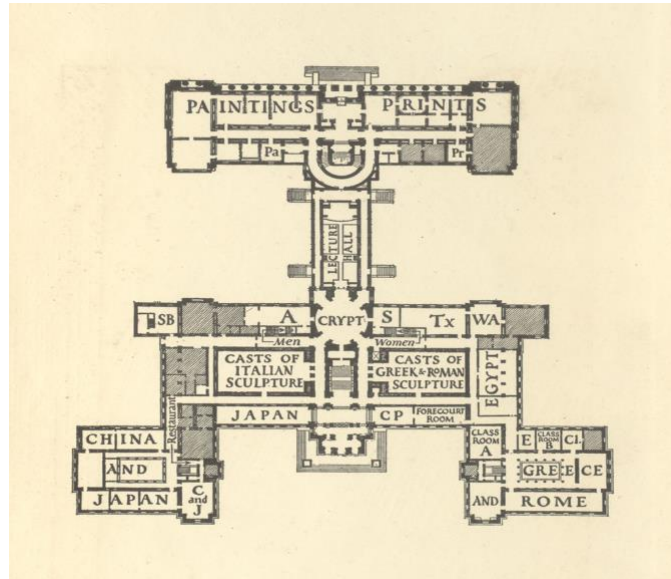 PAINTINGS
PRINTS
Pa
Pr
LECTURE
HALL
SB
A
CRYPT
S
Tx
WA
Men
Women
CASTS OF
ITALIAN
SCULPTURE
CASTS OF
GREEK & ROMAN
SCULPTURE
EGYPT
Restaurant
JAPAN
CP
FORECOURT
ROOM
CHINA
AND
JAPAN
C
and
J
CLASS
ROOM
A
E
CLASS
ROOM
B
Cl.
GREECE
AND
ROME